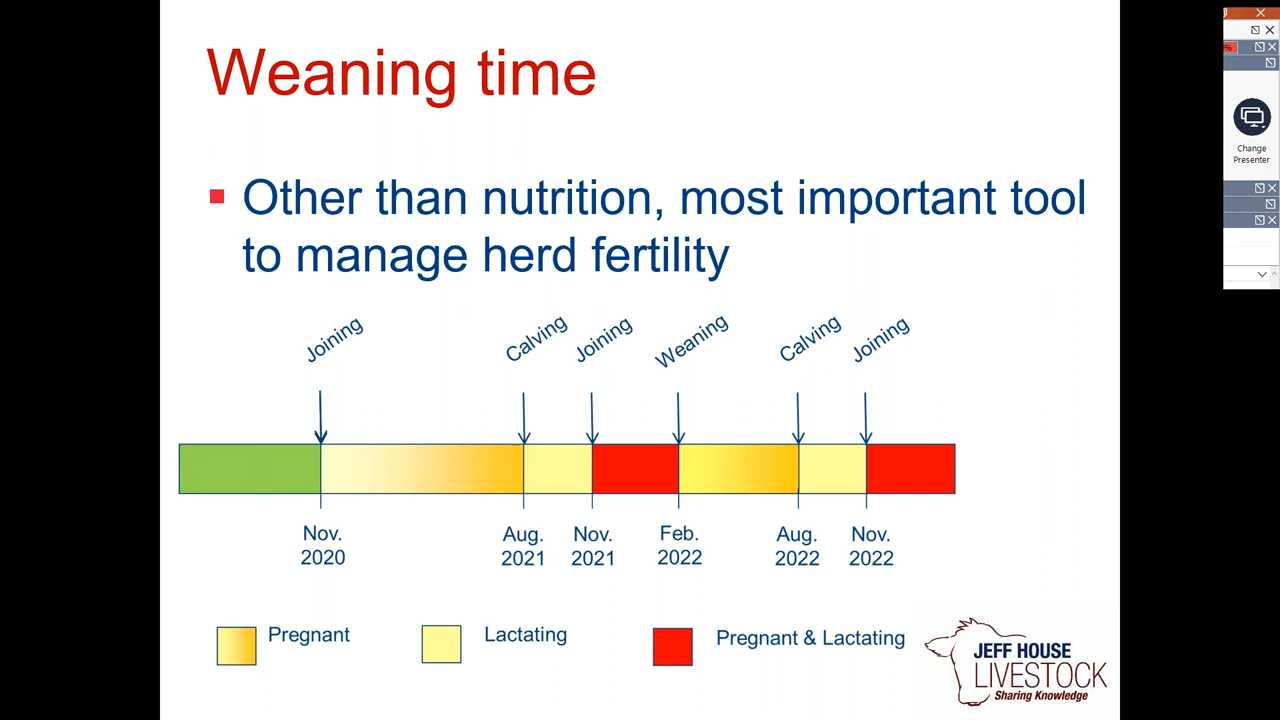 Weaning time
Other than nutrition, most important tool
to manage herd fertility
Joining
Calving
Joining
Weaning
Calving
Joining
Nov.
2020
Aug.
2021
Nov.
2021
Feb.
2022
Aug.
2022
Nov.
2022
Pregnant
Lactating
Pregnant & Lactating
JEFF HOUSE
LIVESTOCK
Sharing Knowledge
Change
Presenter